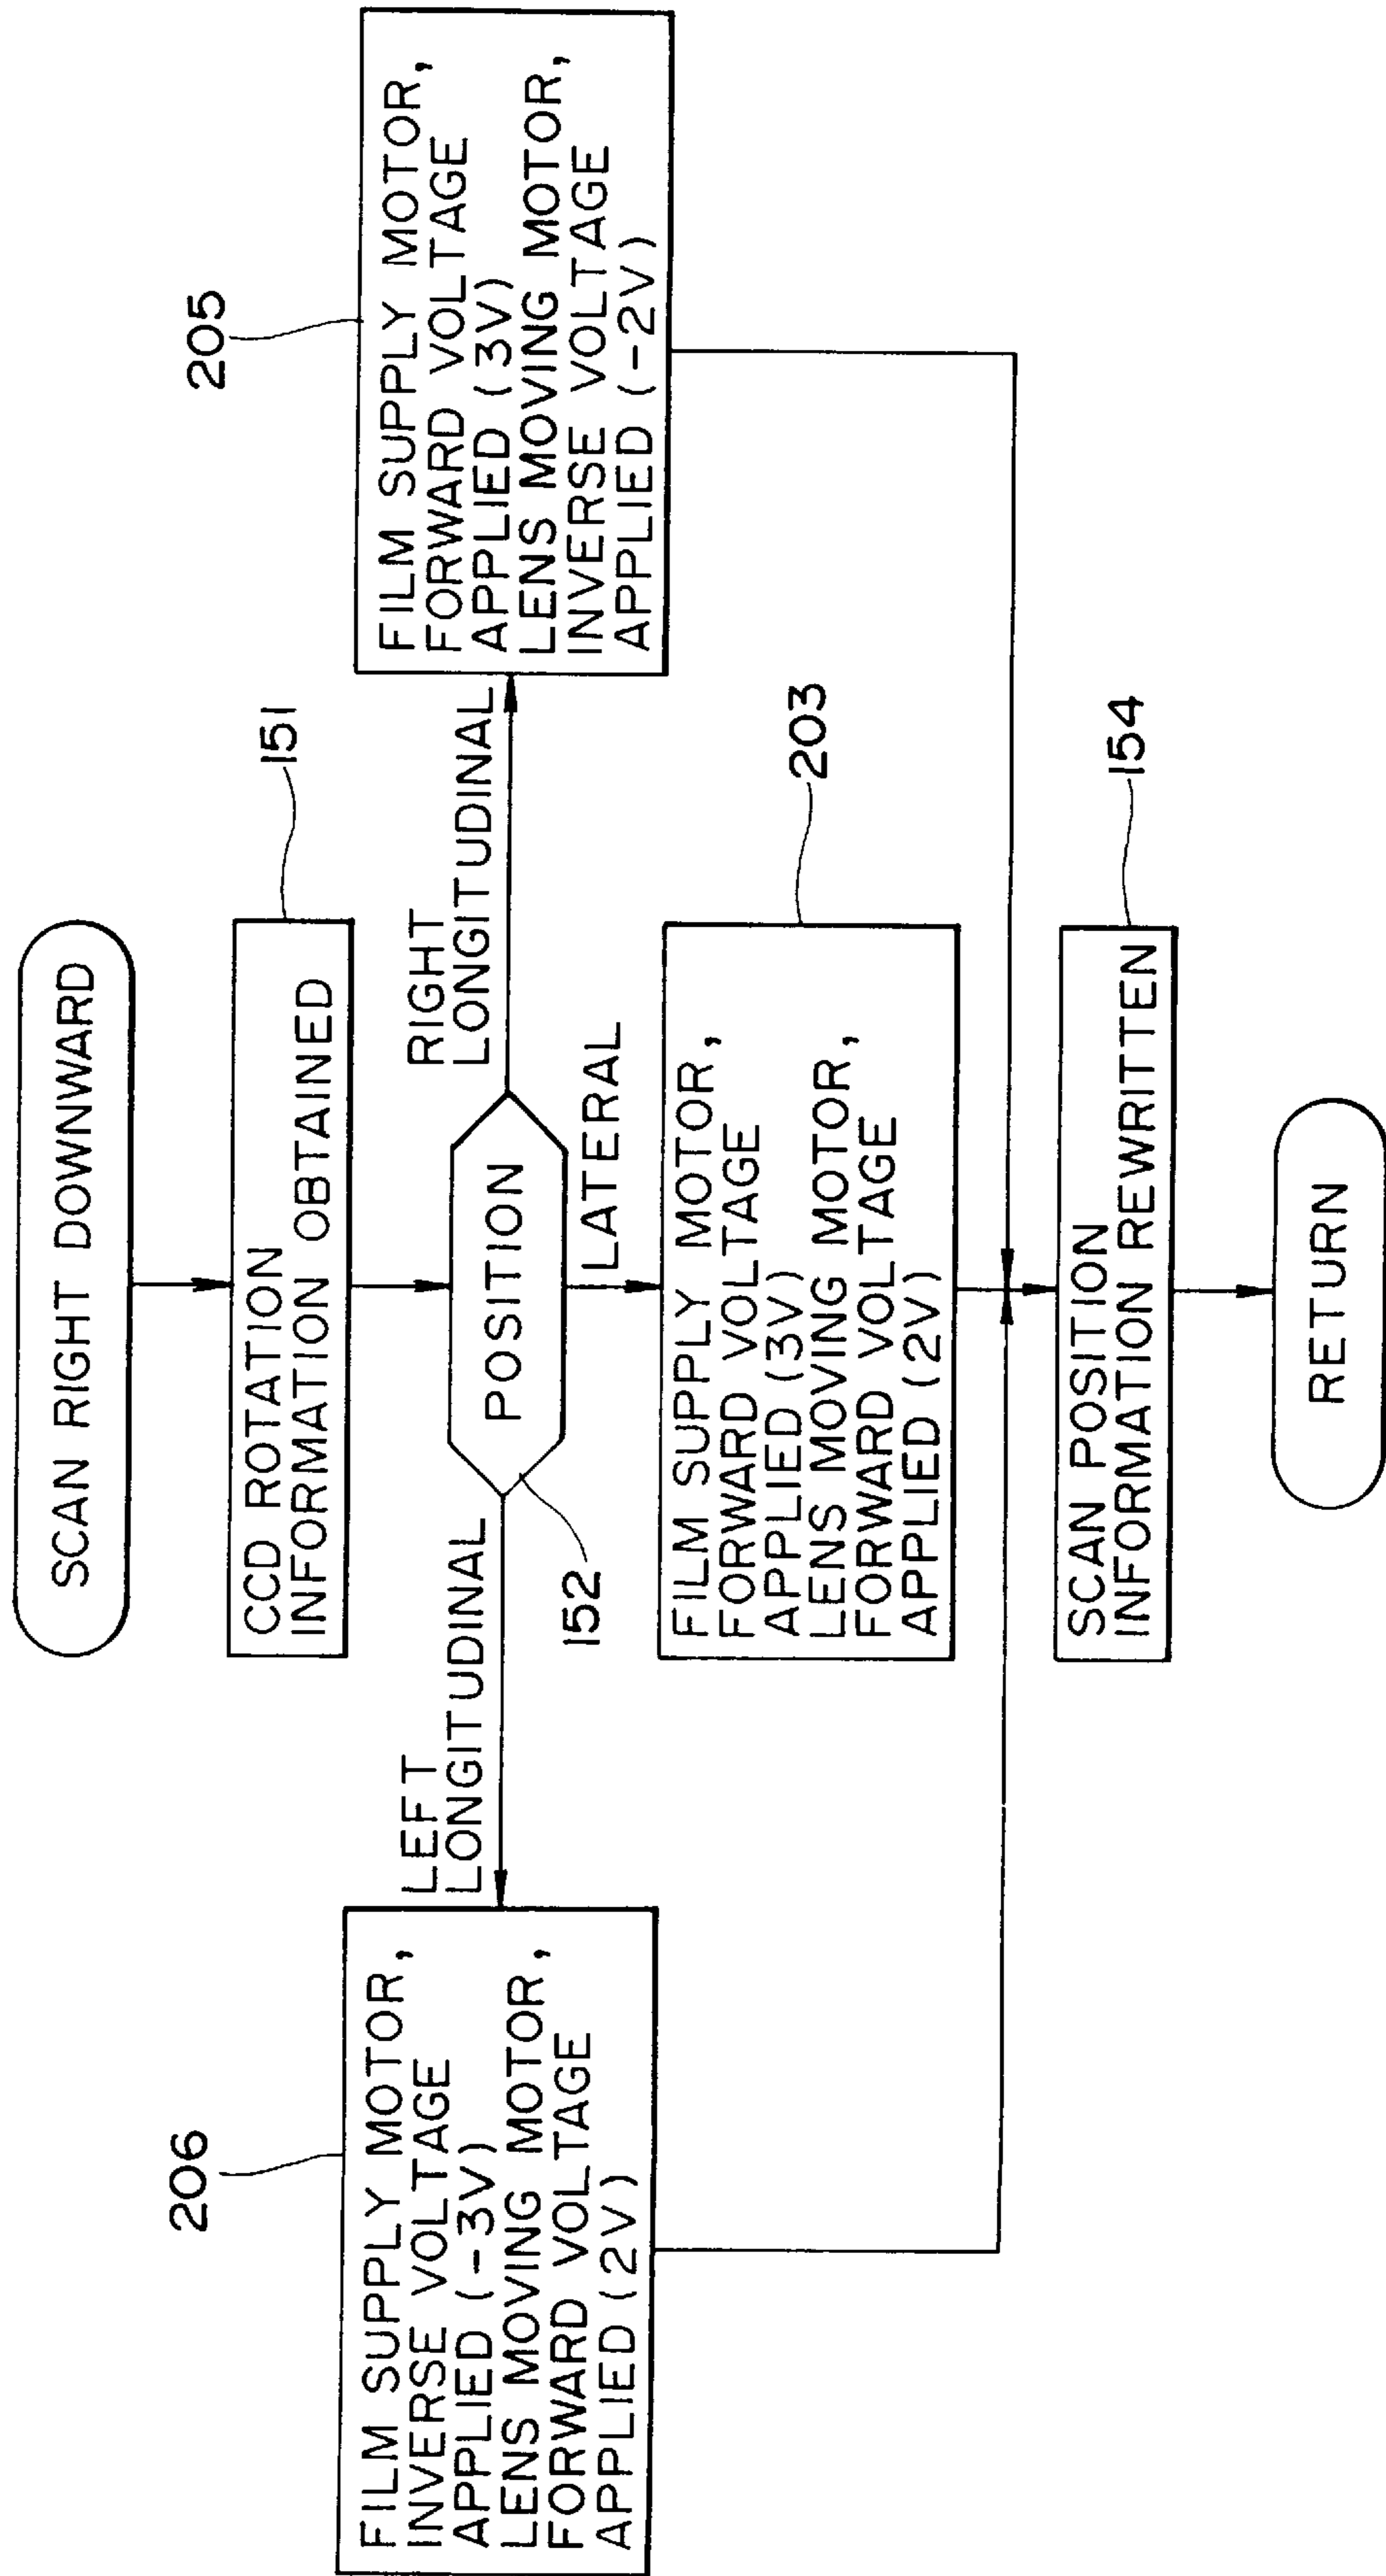 SCAN RIGHT DOWNWARD
151
CCD ROTATION
INFORMATION OBTAINED
152
POSITION
LEFT
LONGITUDINAL
RIGHT
LONGITUDINAL
LATERAL
206
FILM SUPPLY MOTOR,
INVERSE VOLTAGE
APPLIED (-3V)
LENS MOVING MOTOR,
FORWARD VOLTAGE
APPLIED (2V)
203
FILM SUPPLY MOTOR,
FORWARD VOLTAGE
APPLIED (3V)
LENS MOVING MOTOR,
FORWARD VOLTAGE
APPLIED (2V)
205
FILM SUPPLY MOTOR,
FORWARD VOLTAGE
APPLIED (3V)
LENS MOVING MOTOR,
INVERSE VOLTAGE
APPLIED (-2V)
154
SCAN POSITION
INFORMATION REWRITTEN
RETURN